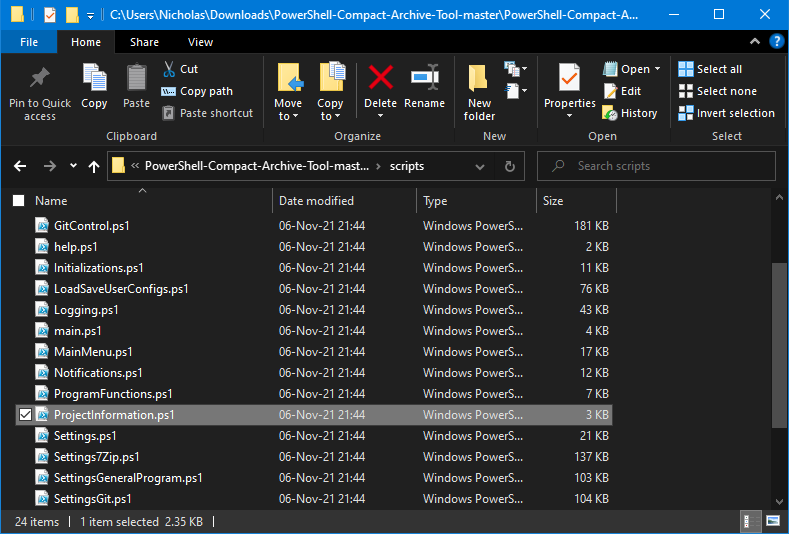 C:\Users\Nicholas\Downloads\PowerShell-Compact-Archive-Tool-master\PowerShell-Compact-A...
File Home Share View
Pin to Quick access
Copy
Paste
Cut
Copy path
Paste shortcut
Clipboard
Move to
Copy to
Delete
Rename
Organize
New folder
New
Properties
Open
Edit
History
Open
Select all
Select none
Invert selection
Select
« PowerShell-Compact-Archive-Tool-mast... > scripts
Search scripts
Name Date modified Type Size
GitControl.ps1 06-Nov-21 21:44 Windows PowerS... 181 KB
help.ps1 06-Nov-21 21:44 Windows PowerS... 2 KB
Initializations.ps1 06-Nov-21 21:44 Windows PowerS... 11 KB
LoadSaveUserConfigs.ps1 06-Nov-21 21:44 Windows PowerS... 76 KB
Logging.ps1 06-Nov-21 21:44 Windows PowerS... 43 KB
main.ps1 06-Nov-21 21:44 Windows PowerS... 4 KB
MainMenu.ps1 06-Nov-21 21:44 Windows PowerS... 17 KB
Notifications.ps1 06-Nov-21 21:44 Windows PowerS... 12 KB
ProgramFunctions.ps1 06-Nov-21 21:44 Windows PowerS... 7 KB
ProjectInformation.ps1 06-Nov-21 21:44 Windows PowerS... 3 KB
Settings.ps1 06-Nov-21 21:44 Windows PowerS... 21 KB
Settings7Zip.ps1 06-Nov-21 21:44 Windows PowerS... 137 KB
SettingsGeneralProgram.ps1 06-Nov-21 21:44 Windows PowerS... 103 KB
SettingsGit.ps1 06-Nov-21 21:44 Windows PowerS... 104 KB
24 items 1 item selected 2.35 KB